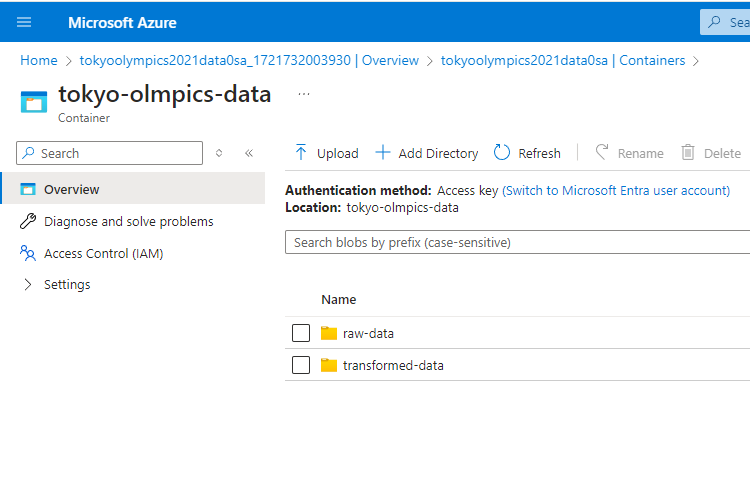 Microsoft Azure
Home > tokyoolympics2021data0sa_1721732003930 | Overview > tokyoolympics2021data0sa | Containers >
tokyo-olmpics-data ...
Container
Search
Upload Add Directory Refresh Rename Delete
Overview
Diagnose and solve problems
Access Control (IAM)
Settings
Authentication method: Access key (Switch to Microsoft Entra user account)
Location: tokyo-olmpics-data
Search blobs by prefix (case-sensitive)
Name
raw-data
transformed-data